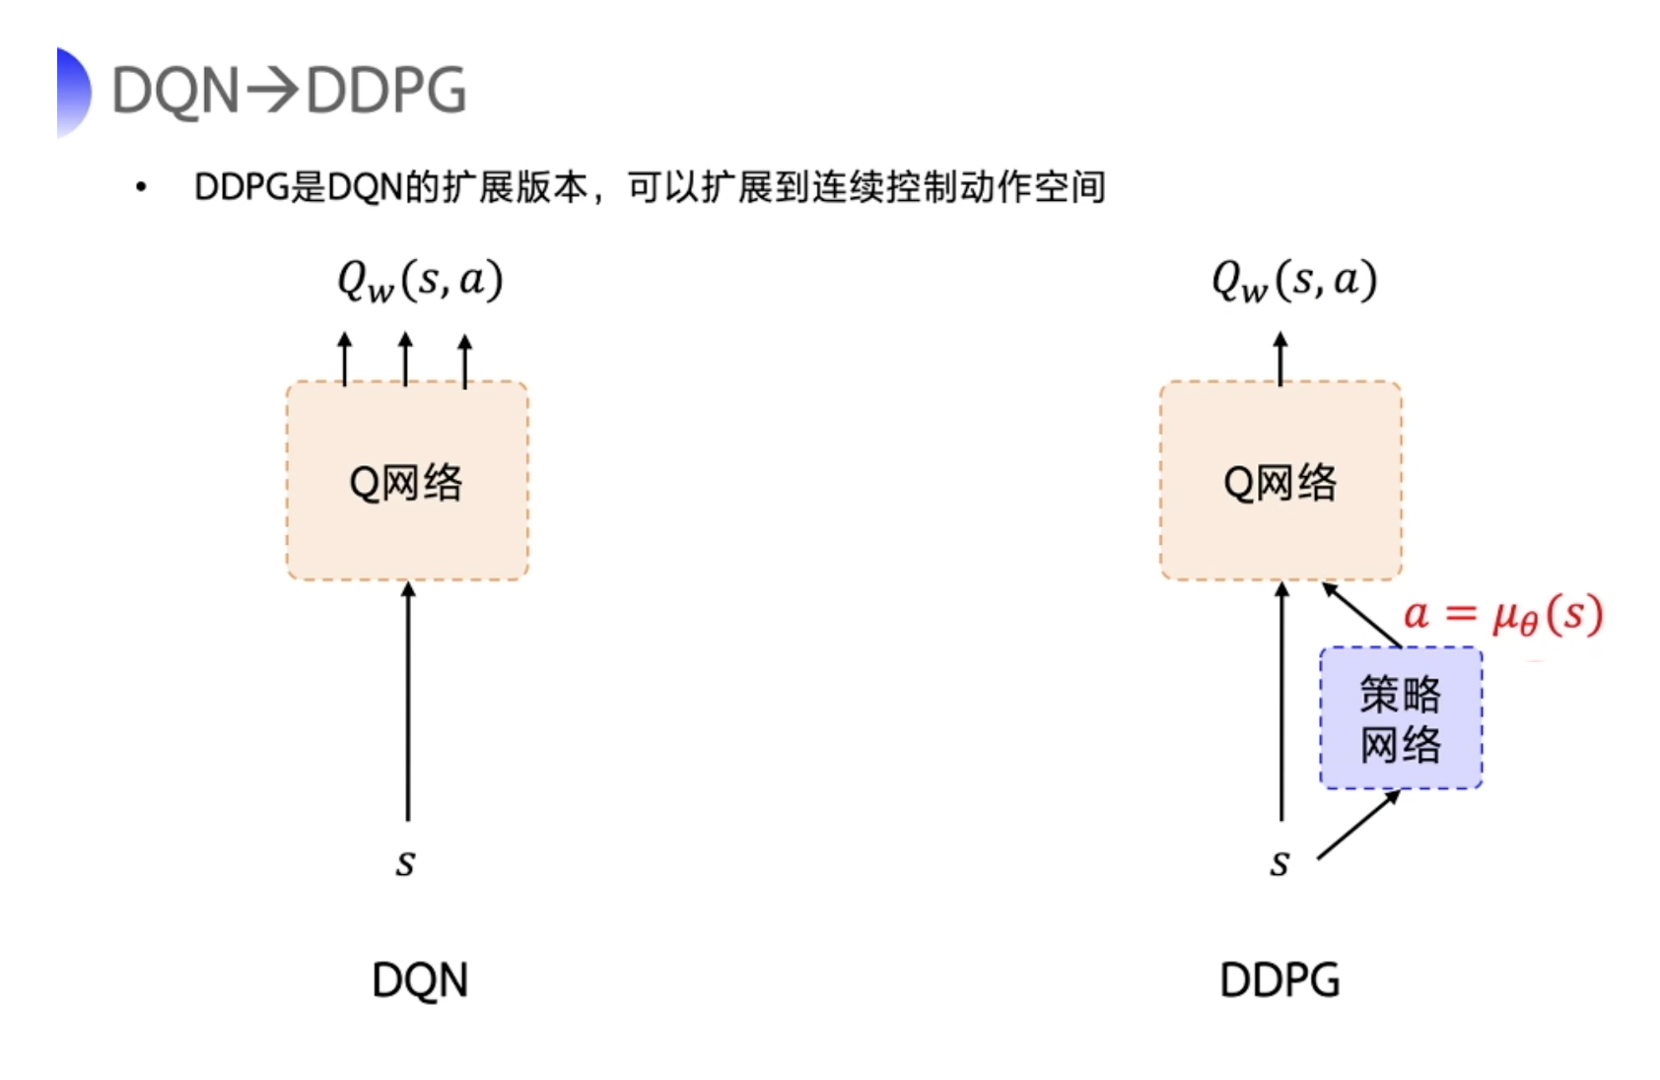 DQN→DDPG
• DDPG是DQN的扩展版本，可以扩展到连续控制动作空间
Q_w(s,a)
Q网络
s
DQN
Q_w(s,a)
Q网络
a = μ_θ(s)
策略
网络
s
DDPG